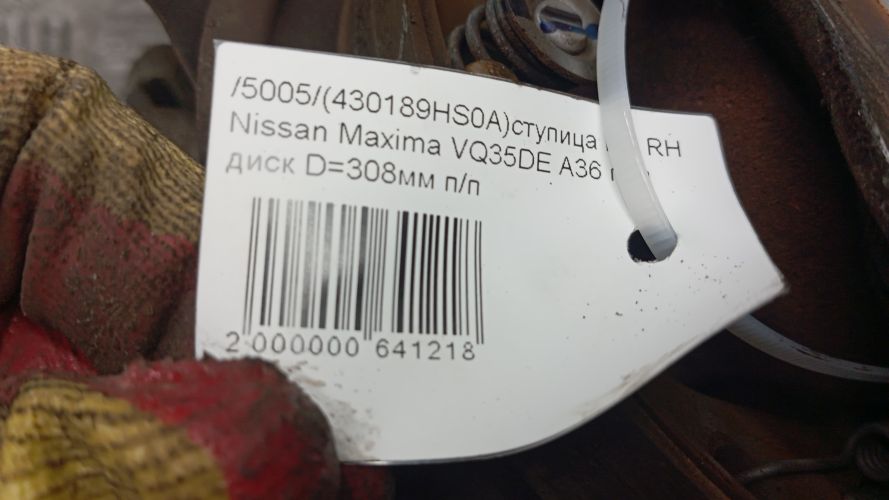 /5005/(430189HS0A)ступица RH
Nissan Maxima VQ35DE A36
диск D=308мм п/п
2 000000 641218